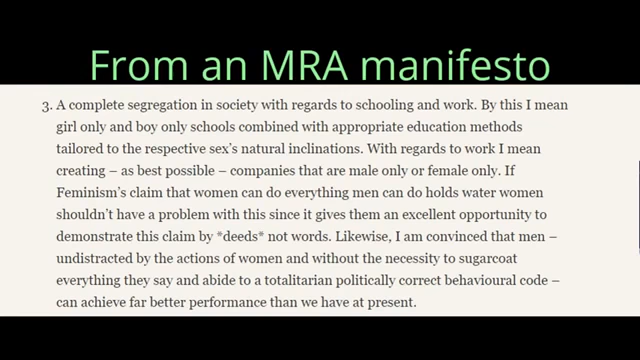 From an MRA manifesto
3. A complete segregation in society with regards to schooling and work. By this I mean
girl only and boy only schools combined with appropriate education methods
tailored to the respective sex's natural inclinations. With regards to work I mean
creating – as best possible – companies that are male only or female only. If
Feminism's claim that women can do everything men can do holds water women
shouldn't have a problem with this since it gives them an excellent opportunity to
demonstrate this claim by *deeds* not words. Likewise, I am convinced that men –
undistracted by the actions of women and without the necessity to sugarcoat
everything they say and abide to a totalitarian politically correct behavioural code –
can achieve far better performance than we have at present.